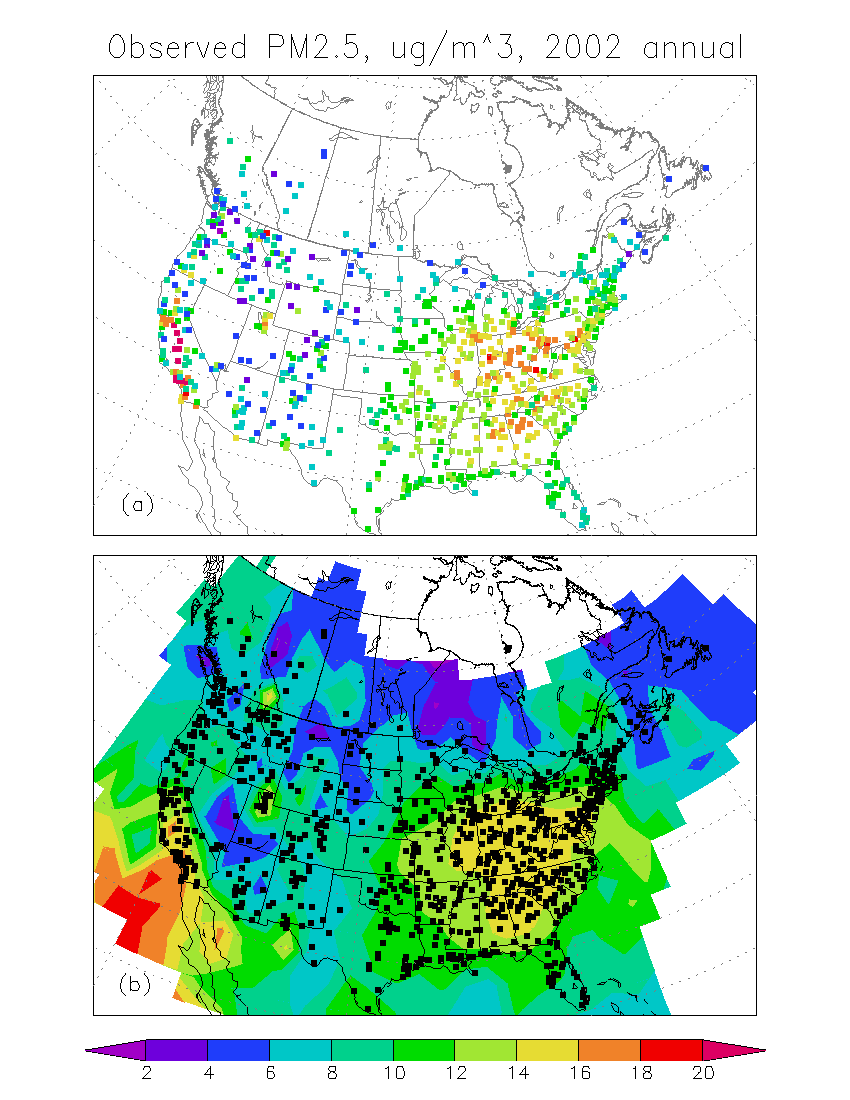 Observed PM2.5, ug/m^3, 2002 annual
(a)
(b)
2 4 6 8 10 12 14 16 18 20